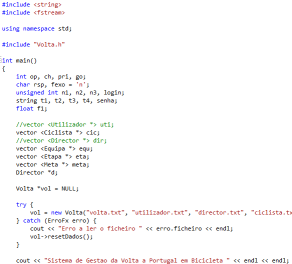 #include <string>
#include <fstream>
using namespace std;
#include "Volta.h"
int main()
{
int op, ch, pri, go;
char rsp, fexo = 'n';
unsigned int n1, n2, n3, login;
string t1, t2, t3, t4, senha;
float f1;
//vector <Utilizador *> uti;
vector <Ciclista *> cic;
//vector <Director *> dir;
vector <Equipa *> equ;
vector <Etapa *> eta;
vector <Meta *> meta;
Director *d;
Volta *vol = NULL;
try {
vol = new Volta("volta.txt", "utilizador.txt", "director.txt", "ciclista.tx
} catch (ErroFx erro) {
cout << "Erro a ler o ficheiro " << erro.ficheiro << endl;
vol->resetDados();
}
cout << "Sistema de Gestao da Volta a Portugal em Bicicleta " << endl << endl;